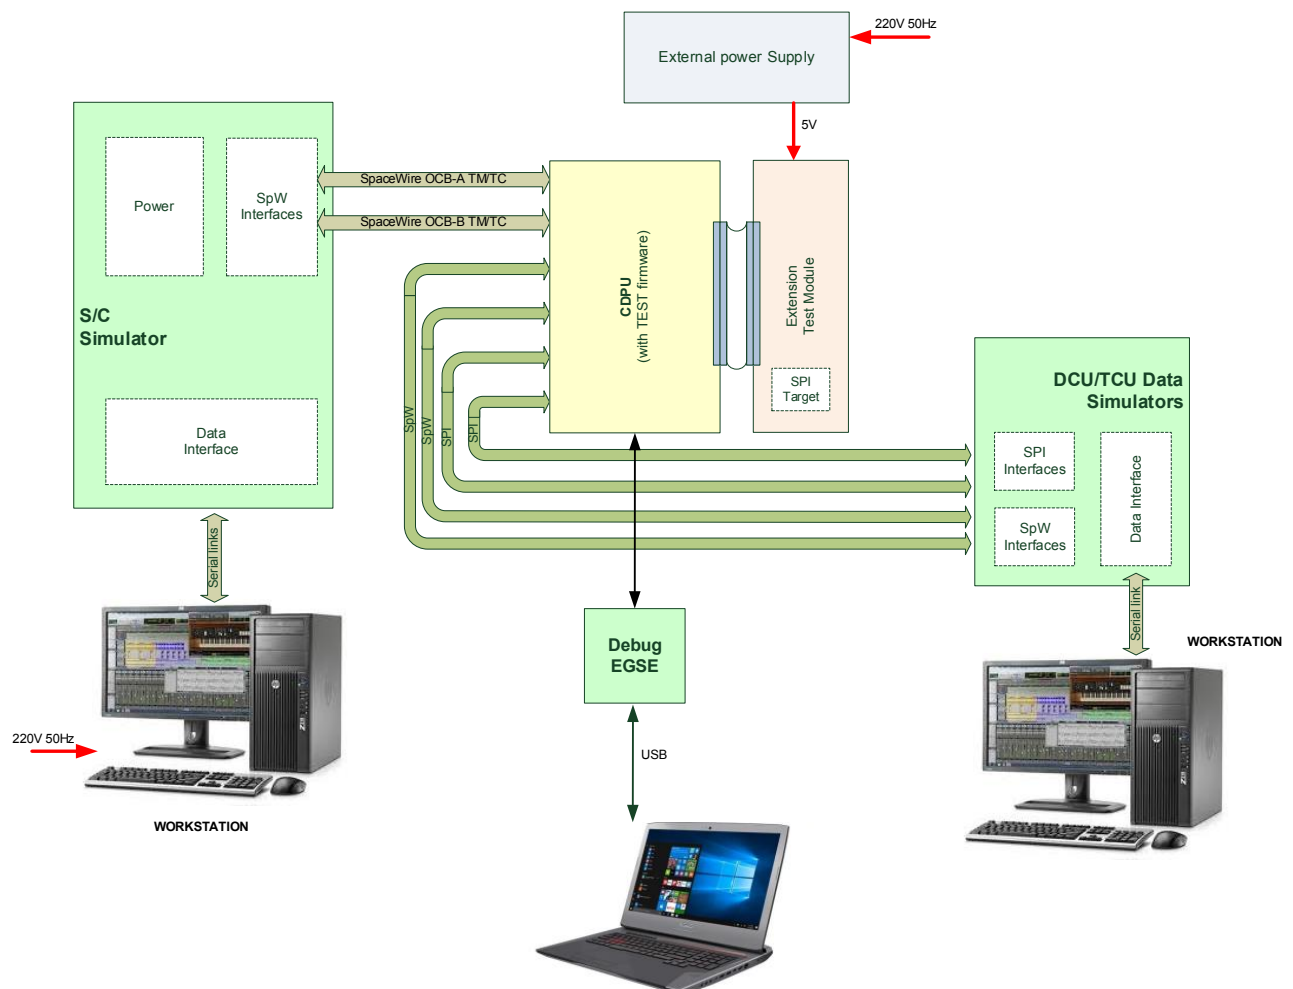 220V 50Hz
External power Supply
5V
Power
SpW
Interfaces
SpaceWire OCB-A TM/TC
SpaceWire OCB-B TM/TC
CDPU
(with TEST firmware)
Extension
Test Module
SPI
Target
S/C
Simulator
Data
Interface
SpW
SpW
SPI
SPI
DCU/TCU Data
Simulators
SPI
Interfaces
SpW
Interfaces
Data Interface
Serial links
Serial link
Debug
EGSE
WORKSTATION
220V 50Hz
USB
WORKSTATION